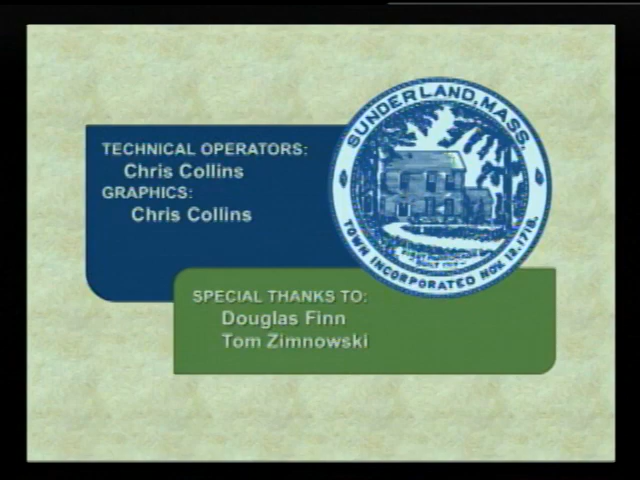 TECHNICAL OPERATORS:
Chris Collins
GRAPHICS:
Chris Collins
SUNDERLAND, MASS.
TOWN INCORPORATED NOV. 12, 1718.
SPECIAL THANKS TO:
Douglas Finn
Tom Zimnowski